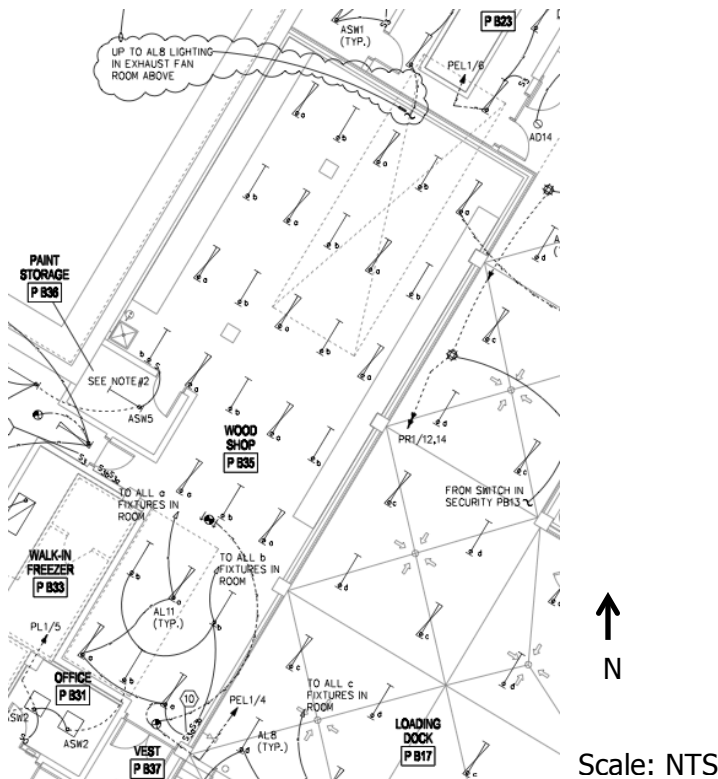 P B23
ASW1
(TYP.)
UP TO AL8 LIGHTING
IN EXHAUST FAN
ROOM ABOVE
PEL1/6
AD14
a
b
a
b
a
b
a
b
a
b
a
b
a
b
a
b
a
d
c
PAINT
STORAGE
P B36
SEE NOTE#2
ASW5
WOOD
SHOP
P B35
PR1/12,14
FROM SWITCH IN
SECURITY PB13
TO ALL a
FIXTURES IN
ROOM
TO ALL b
FIXTURES IN
ROOM
WALK-IN
FREEZER
P B33
AL11
(TYP.)
PL1/5
OFFICE
P B31
SW2
ASW2
10
PEL1/4
TO ALL c
FIXTURES IN
ROOM
AL8
(TYP.)
VEST
P B37
LOADING
DOCK
P B17
N
Scale: NTS